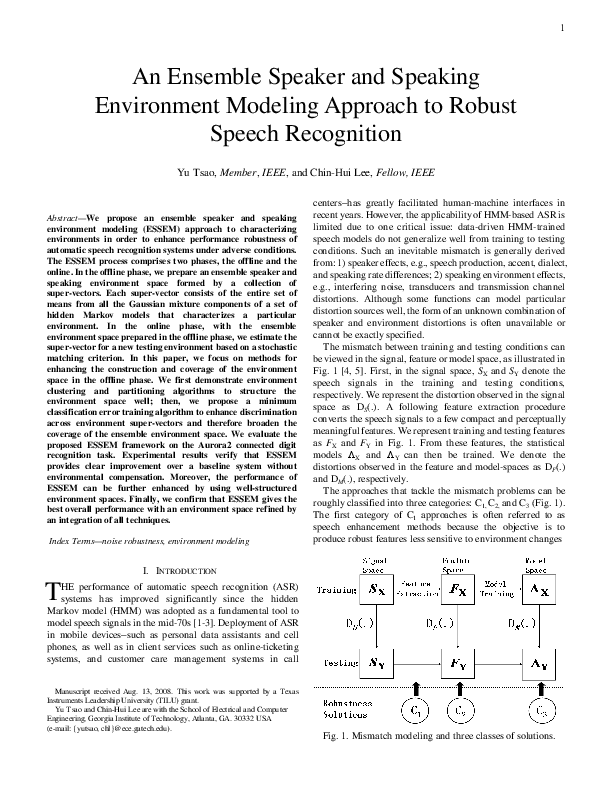 1
An Ensemble Speaker and Speaking
Environment Modeling Approach to Robust
Speech Recognition
Yu Tsao, Member, IEEE, and Chin-Hui Lee, Fellow, IEEE
Abstract—We propose an ensemble speaker and speaking
environment modeling (ESSEM) approach to characterizing
environments in order to enhance performance robustness of
automatic speech recognition systems under adverse conditions.
The ESSEM process comprises two phases, the offline and the
online. In the offline phase, we prepare an ensemble speaker and
speaking environment space formed by a collection of
super-vectors. Each super-vector consists of the entire set of
means from all the Gaussian mixture components of a set of
hidden Markov models that characterizes a particular
environment. In the online phase, with the ensemble
environment space prepared in the offline phase, we estimate the
super-vector for a new testing environment based on a stochastic
matching criterion. In this paper, we focus on methods for
enhancing the construction and coverage of the environment
space in the offline phase. We first demonstrate environment
clustering and partitioning algorithms to structure the
environment space well; then, we propose a minimum
classification error training algorithm to enhance discrimination
across environment super-vectors and therefore broaden the
coverage of the ensemble environment space. We evaluate the
proposed ESSEM framework on the Aurora2 connected digit
recognition task. Experimental results verify that ESSEM
provides clear improvement over a baseline system without
environmental compensation. Moreover, the performance of
ESSEM can be further enhanced by using well-structured
environment spaces. Finally, we confirm that ESSEM gives the
best overall performance with an environment space refined by
an integration of all techniques.
Index Terms—noise robustness, environment modeling
I. INTRODUCTION
THE performance of automatic speech recognition (ASR)
systems has improved significantly since the hidden
Markov model (HMM) was adopted as a fundamental tool to
model speech signals in the mid-70s [1-3]. Deployment of ASR
in mobile devices–such as personal data assistants and cell
phones, as well as in client services such as online-ticketing
systems, and customer care management systems in call
Manuscript received Aug. 13, 2008. This work was supported by a Texas
Instruments Leadership University (TILU) grant.
Yu Tsao and Chin-Hui Lee are with the School of Electrical and Computer
Engineering, Georgia Institute of Technology, Atlanta, GA. 30332 USA
(e-mail: {yutsao, chl}@ece.gatech.edu).
centers–has greatly facilitated human-machine interfaces in
recent years. However, the applicability of HMM-based ASR is
limited due to one critical issue: data-driven HMM-trained
speech models do not generalize well from training to testing
conditions. Such an inevitable mismatch is generally derived
from: 1) speaker effects, e.g., speech production, accent, dialect,
and speaking rate differences; 2) speaking environment effects,
e.g., interfering noise, transducers and transmission channel
distortions. Although some functions can model particular
distortion sources well, the form of an unknown combination of
speaker and environment distortions is often unavailable or
cannot be exactly specified.
The mismatch between training and testing conditions can
be viewed in the signal, feature or model space, as illustrated in
Fig. 1 [4, 5]. First, in the signal space, SX and SY denote the
speech signals in the training and testing conditions,
respectively. We represent the distortion observed in the signal
space as DS(.). A following feature extraction procedure
converts the speech signals to a few compact and perceptually
meaningful features. We represent training and testing features
as FX and FY in Fig. 1. From these features, the statistical
models ΛX and ΛY can then be trained. We denote the
distortions observed in the feature and model-spaces as DF(.)
and DM(.), respectively.
The approaches that tackle the mismatch problems can be
roughly classified into three categories: C1, C2, and C3 (Fig. 1).
The first category of C1 approaches is often referred to as
speech enhancement methods because the objective is to
produce robust features less sensitive to environment changes
Signal Space Feature Space Model Space
Training SX Feature Extraction FX Model Training ΛX
DS(.) DF(.) DM(.)
Testing SY FY ΛY
Robustness Solutions C1 C2 C3
Fig. 1. Mismatch modeling and three classes of solutions.